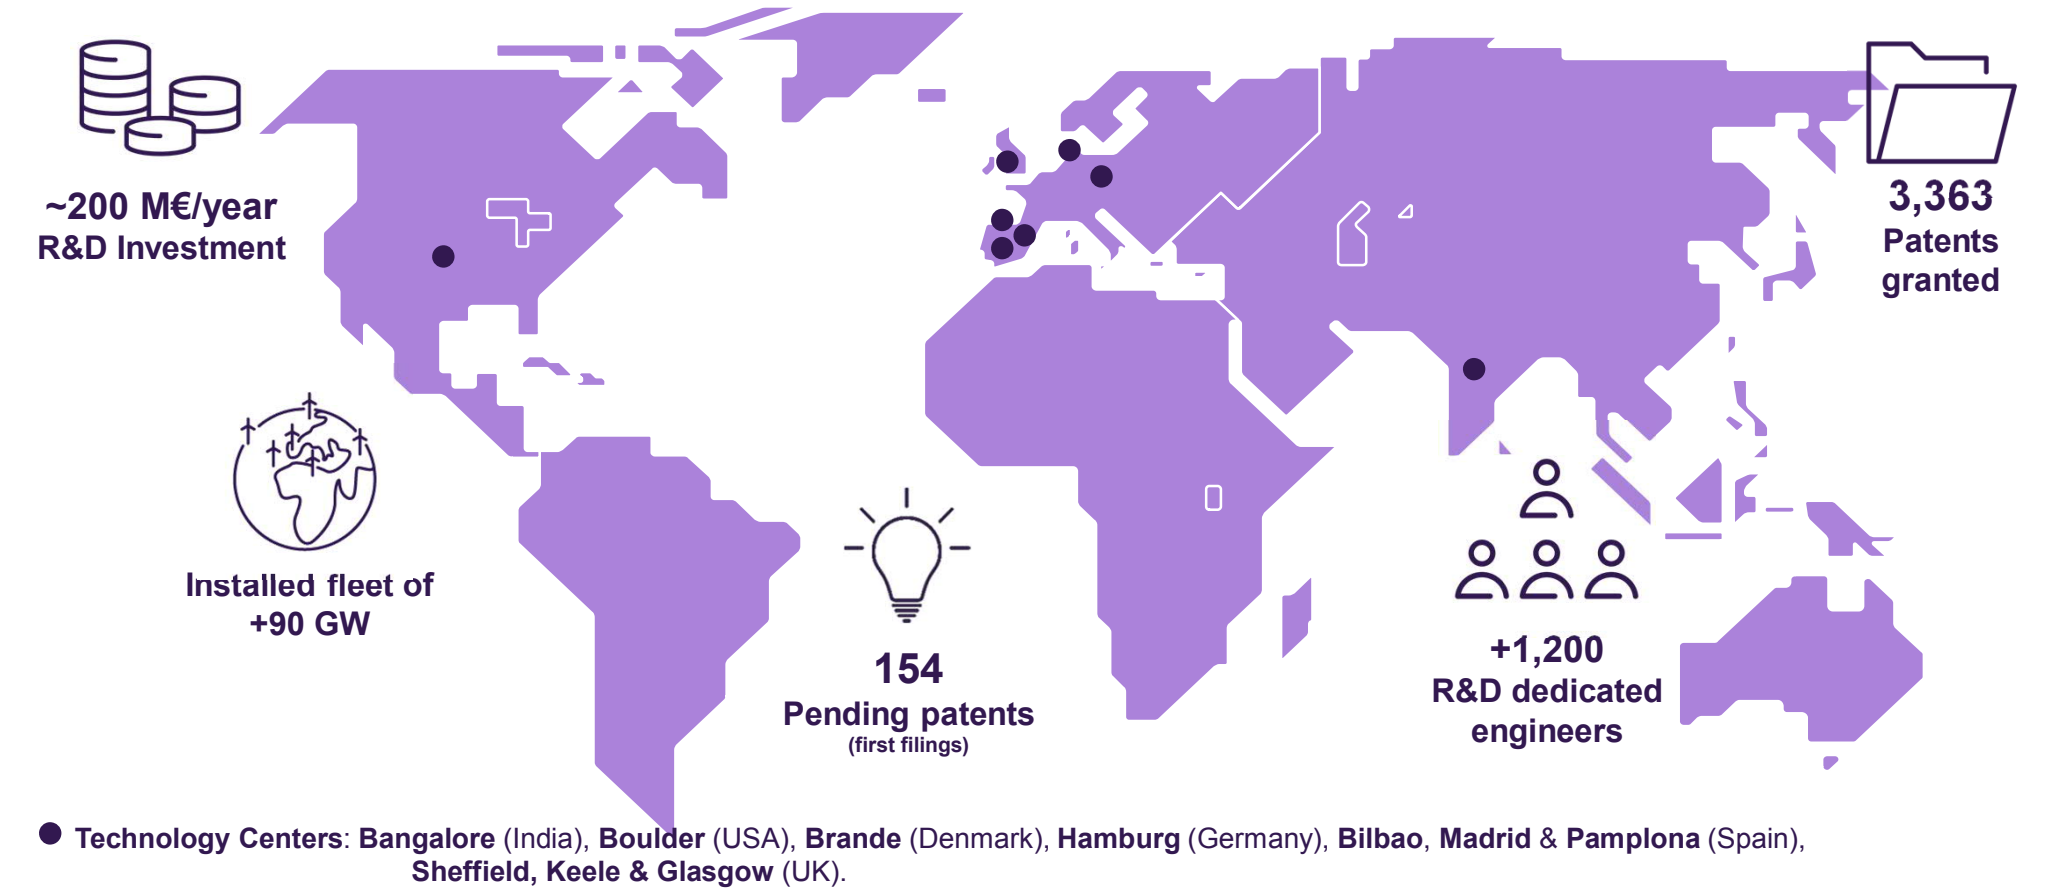 ~200 M€/year
R&D Investment
3,363
Patents
granted
Installed fleet of
+90 GW
154
Pending patents
(first filings)
+1,200
R&D dedicated
engineers
Technology Centers: Bangalore (India), Boulder (USA), Brande (Denmark), Hamburg (Germany), Bilbao, Madrid & Pamplona (Spain),
Sheffield, Keele & Glasgow (UK).